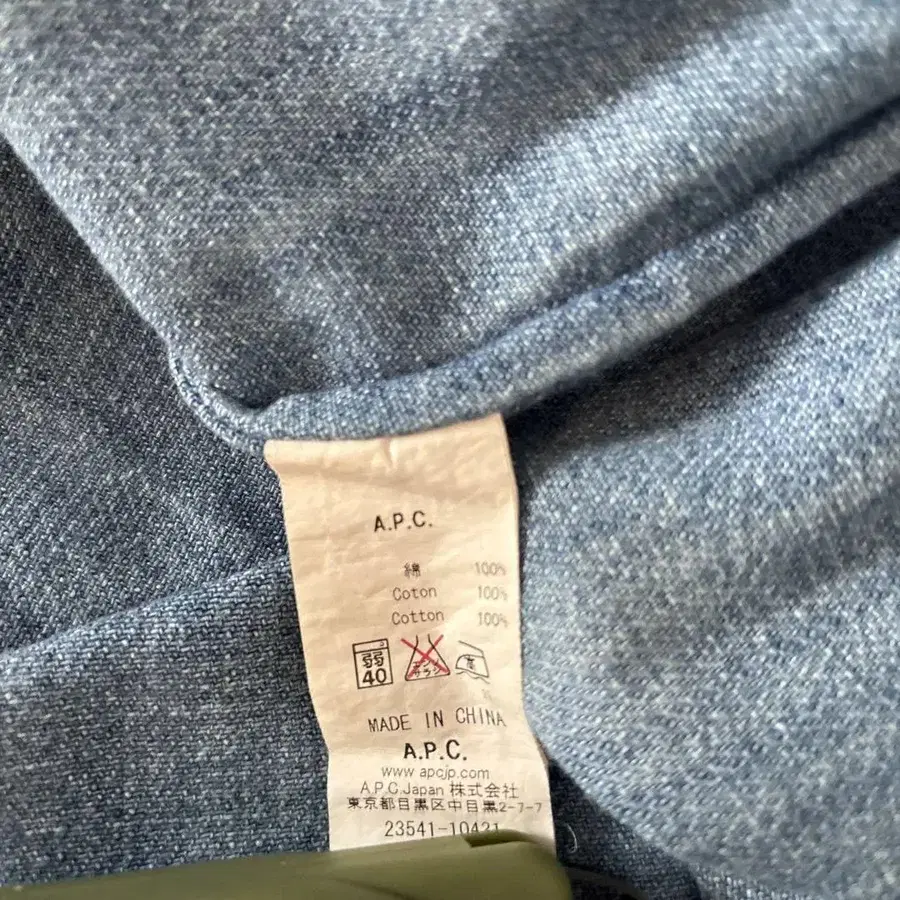 A.P.C.
綿 100%
Coton 100%
Cotton 100%
弱 40
MADE IN CHINA
A.P.C.
www apcjp.com
A.P.C.Japan 株式会社
東京都目黒区中目黒2-7-7
23541-10421